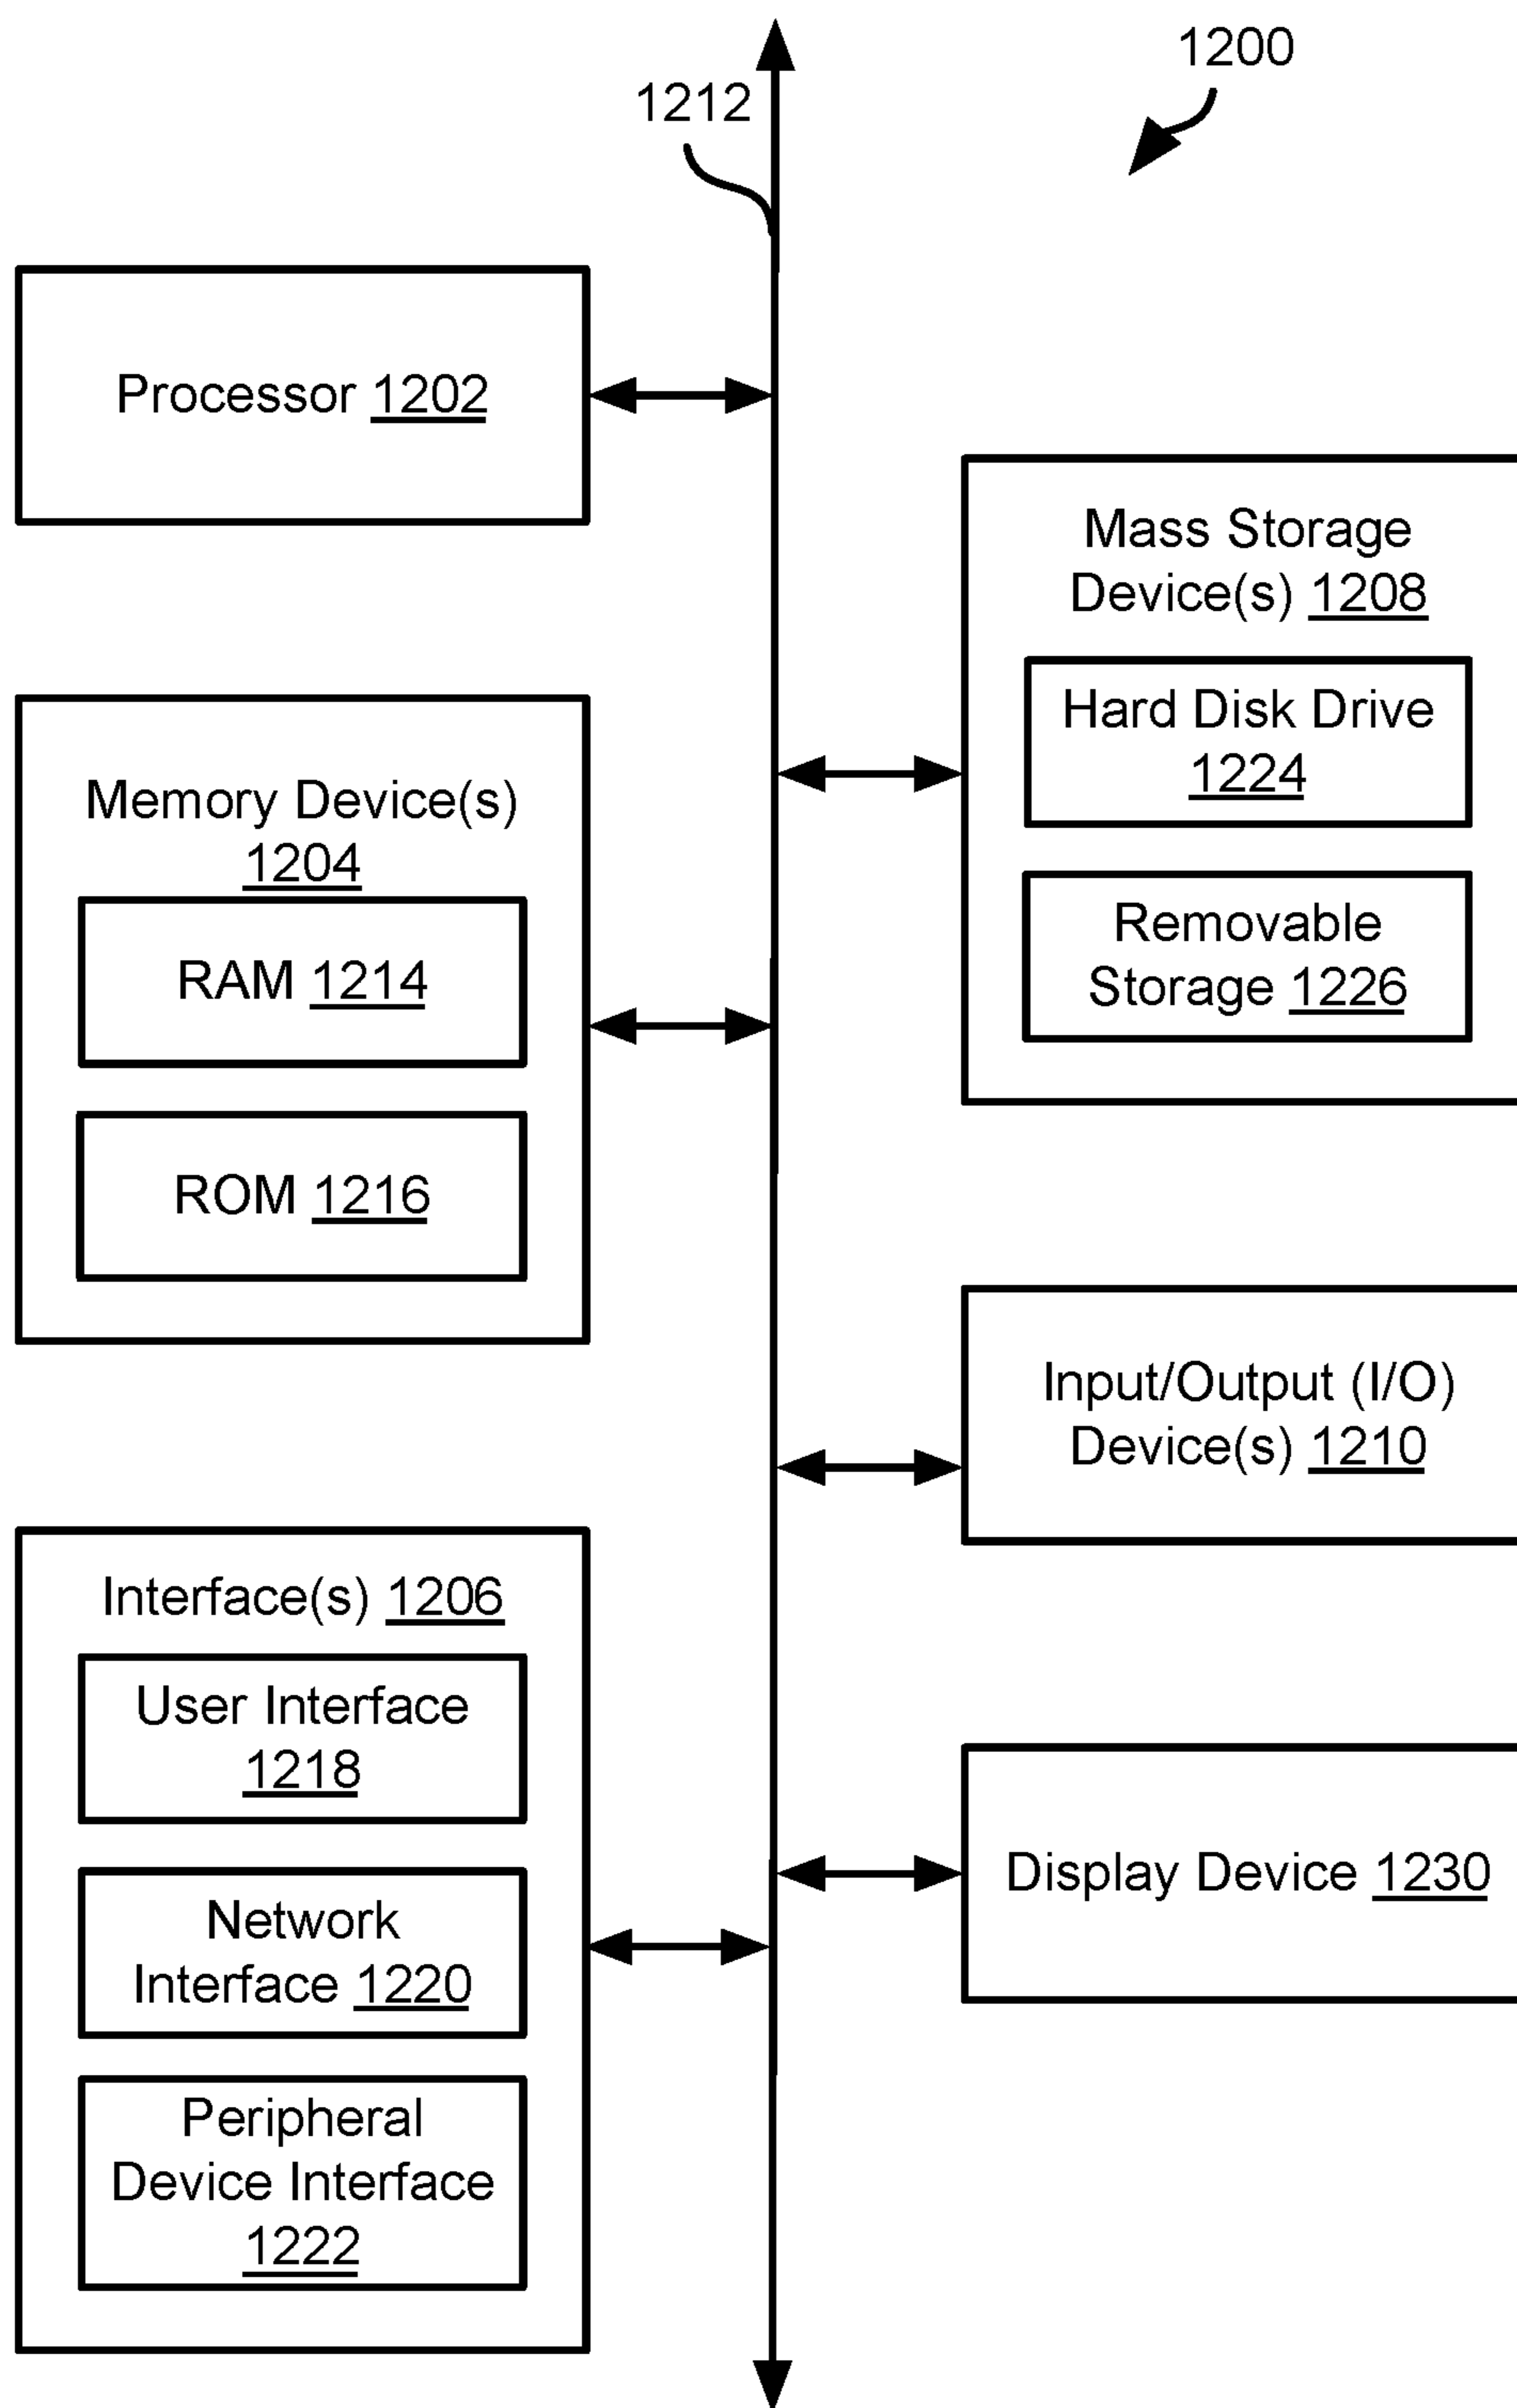 1200
1212
Processor 1202
Mass Storage
Device(s) 1208
Hard Disk Drive
1224
Removable
Storage 1226
Memory Device(s)
1204
RAM 1214
ROM 1216
Input/Output (I/O)
Device(s) 1210
Interface(s) 1206
User Interface
1218
Network
Interface 1220
Peripheral
Device Interface
1222
Display Device 1230